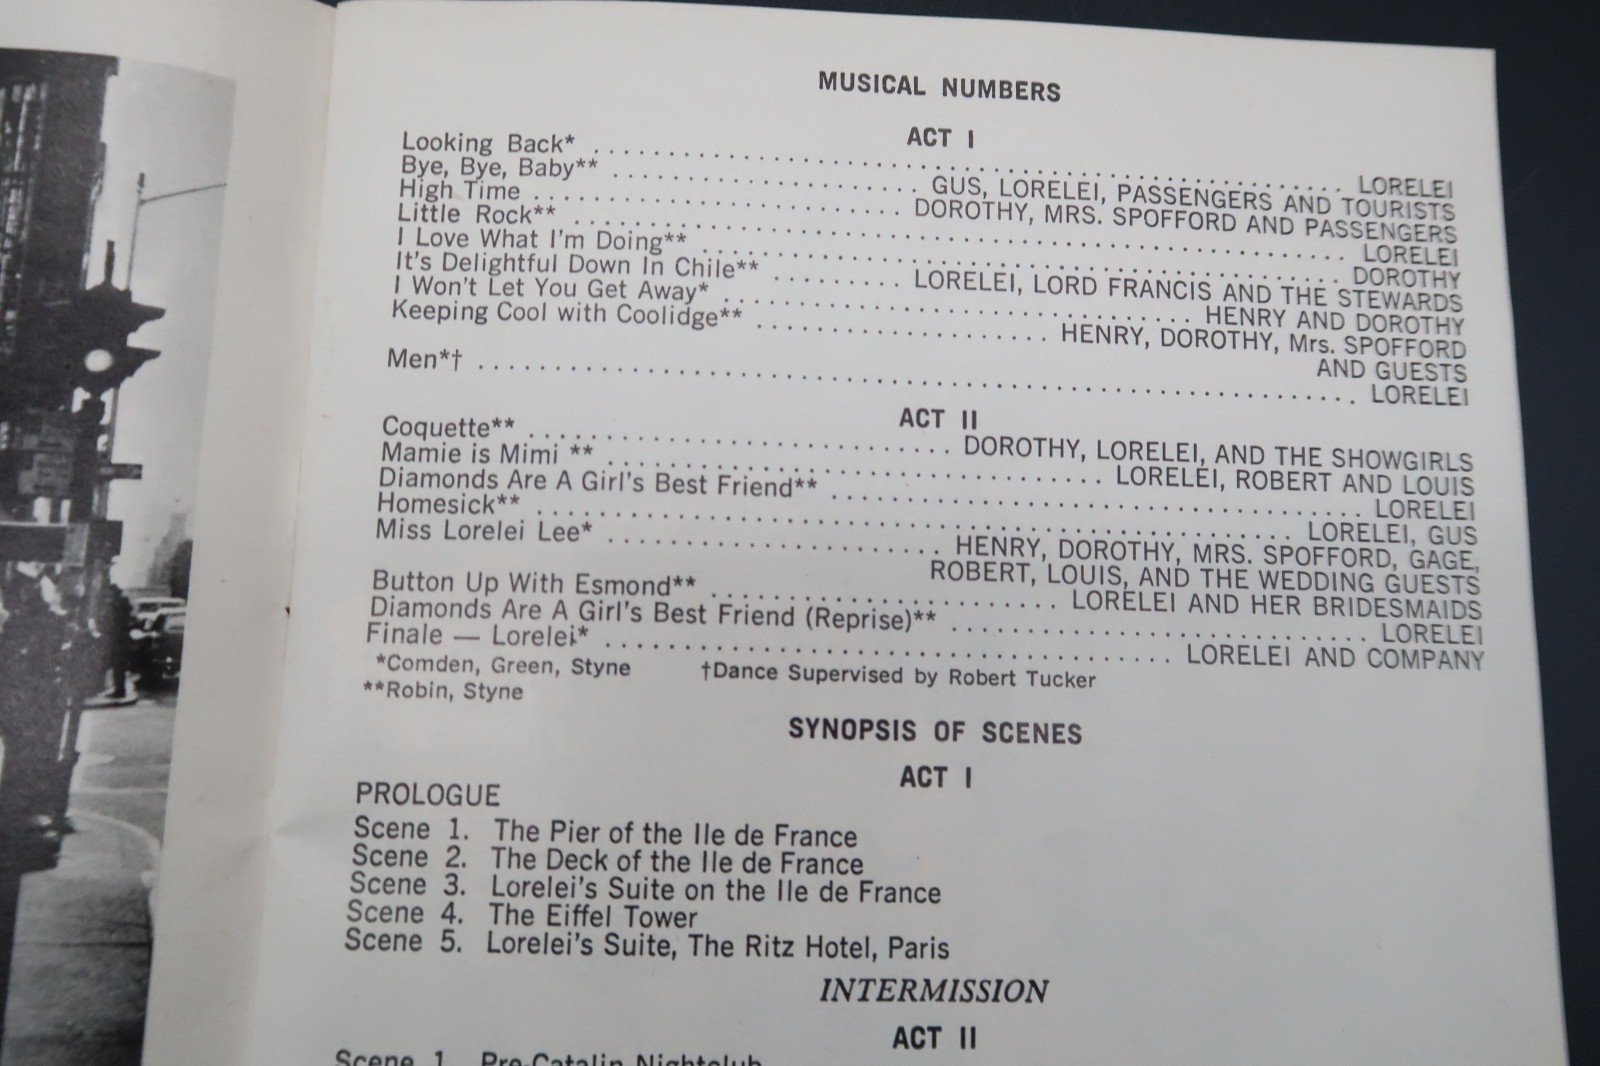 MUSICAL NUMBERS
ACT I
Looking Back* ........ LORELEI
Bye, Bye, Baby** ........ GUS, LORELEI, PASSENGERS AND TOURISTS
High Time ........ DOROTHY, MRS. SPOFFORD AND PASSENGERS
Little Rock** ........ LORELEI
I Love What I'm Doing** ........ DOROTHY
It's Delightful Down In Chile** ........ LORELEI, LORD FRANCIS AND THE STEWARDS
I Won't Let You Get Away* ........ HENRY AND DOROTHY
Keeping Cool with Coolidge** ........ HENRY, DOROTHY, Mrs. SPOFFORD
AND GUESTS
Men*† ........ LORELEI
ACT II
Coquette** ........ DOROTHY, LORELEI, AND THE SHOWGIRLS
Mamie is Mimi ** ........ LORELEI, ROBERT AND LOUIS
Diamonds Are A Girl's Best Friend** ........ LORELEI
Homesick** ........ LORELEI, GUS
Miss Lorelei Lee* ........ HENRY, DOROTHY, MRS. SPOFFORD, GAGE,
ROBERT, LOUIS, AND THE WEDDING GUESTS
Button Up With Esmond** ........ LORELEI AND HER BRIDESMAIDS
Diamonds Are A Girl's Best Friend (Reprise)** ........ LORELEI
Finale — Lorelei* ........ LORELEI AND COMPANY
*Comden, Green, Styne †Dance Supervised by Robert Tucker
**Robin, Styne
SYNOPSIS OF SCENES
ACT I
PROLOGUE
Scene 1. The Pier of the Ile de France
Scene 2. The Deck of the Ile de France
Scene 3. Lorelei's Suite on the Ile de France
Scene 4. The Eiffel Tower
Scene 5. Lorelei's Suite, The Ritz Hotel, Paris
INTERMISSION
ACT II
Scene 1. Pre-Catalin Nightclub